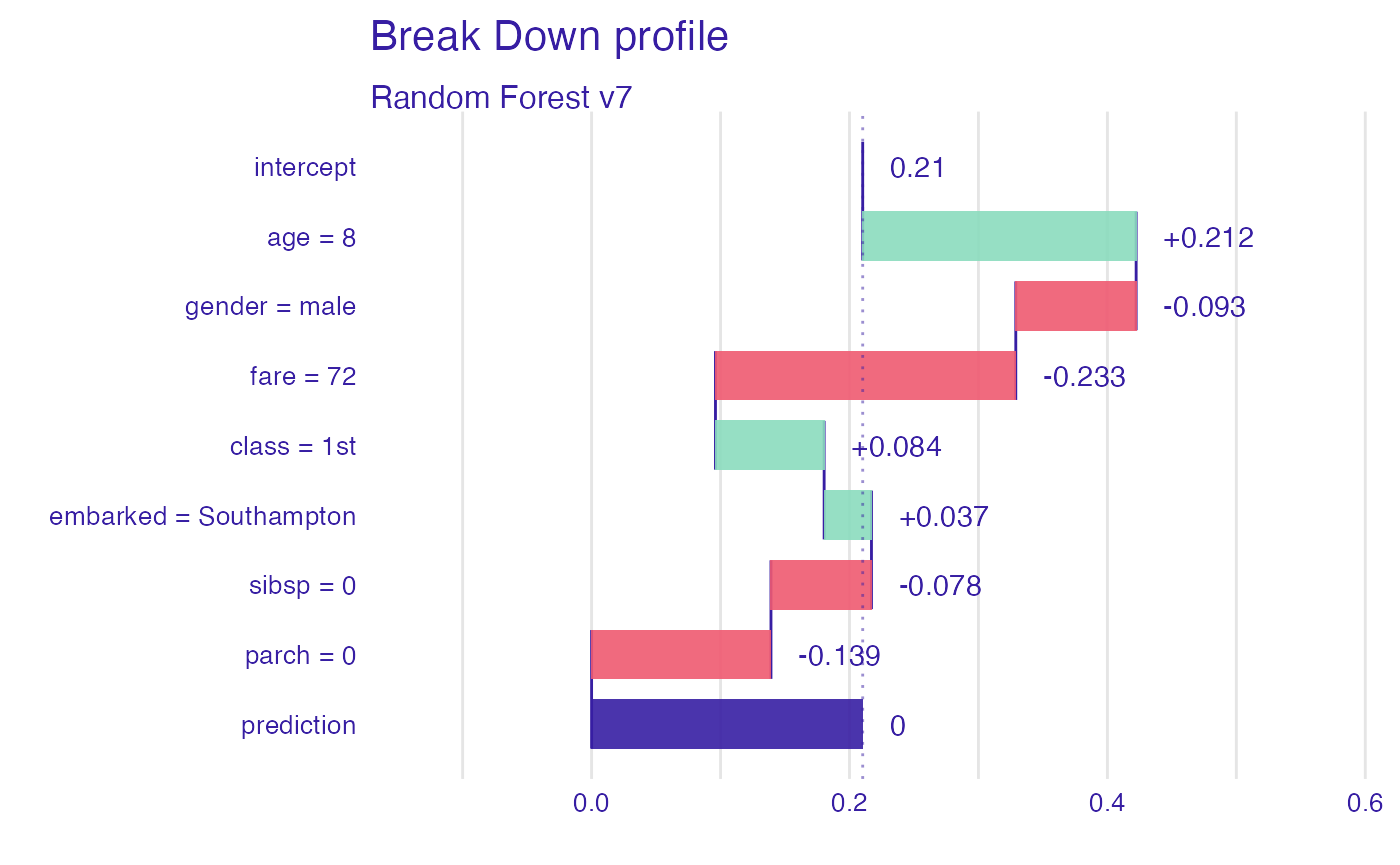 Break Down profile
Random Forest v7
intercept 0.21
age = 8 +0.212
gender = male -0.093
fare = 72 -0.233
class = 1st +0.084
embarked = Southampton +0.037
sibsp = 0 -0.078
parch = 0 -0.139
prediction 0
0.0 0.2 0.4 0.6